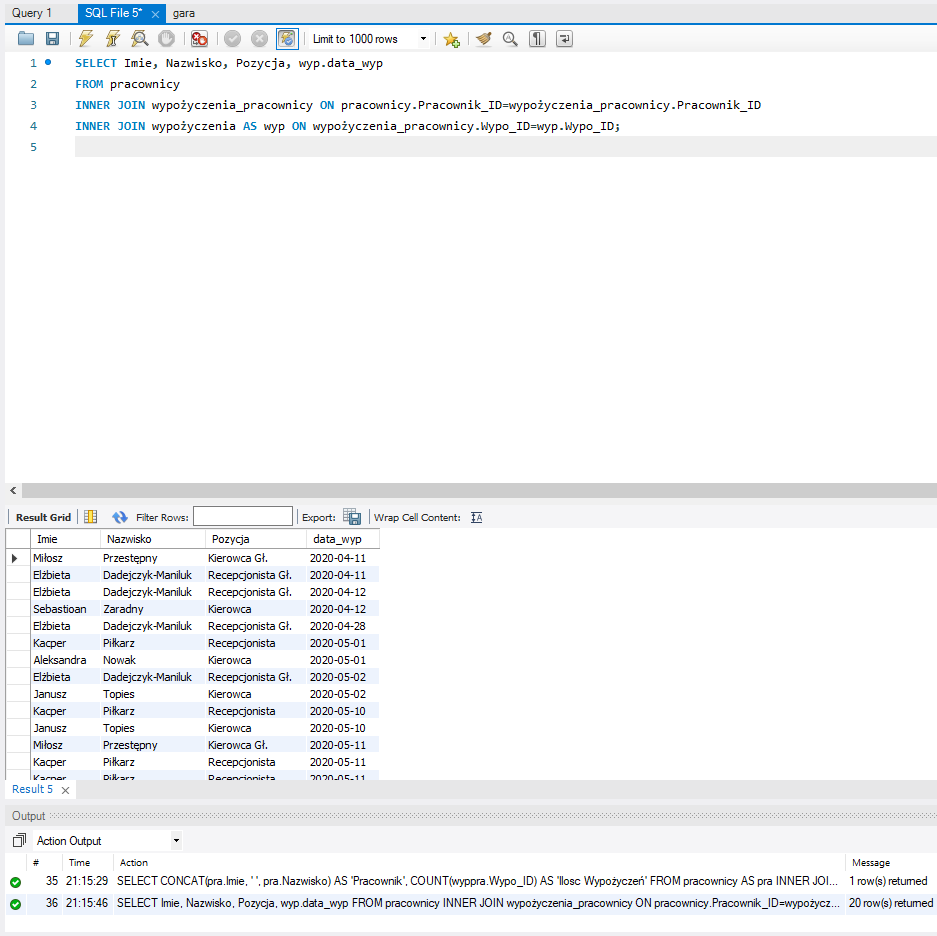 Query 1 SQL File 5* gara
Limit to 1000 rows
1 SELECT Imie, Nazwisko, Pozycja, wyp.data_wyp
2 FROM pracownicy
3 INNER JOIN wypożyczenia_pracownicy ON pracownicy.Pracownik_ID=wypożyczenia_pracownicy.Pracownik_ID
4 INNER JOIN wypożyczenia AS wyp ON wypożyczenia_pracownicy.Wypo_ID=wyp.Wypo_ID;
5
Result Grid Filter Rows: Export: Wrap Cell Content:
Imie Nazwisko Pozycja data_wyp
Miłosz Przestępny Kierowca Gł. 2020-04-11
Elżbieta Dadejczyk-Maniluk Recepcjonista Gł. 2020-04-11
Elżbieta Dadejczyk-Maniluk Recepcjonista Gł. 2020-04-12
Sebastioan Zaradny Kierowca 2020-04-12
Elżbieta Dadejczyk-Maniluk Recepcjonista Gł. 2020-04-28
Kacper Piłkarz Recepcjonista 2020-05-01
Aleksandra Nowak Kierowca 2020-05-01
Elżbieta Dadejczyk-Maniluk Recepcjonista Gł. 2020-05-02
Janusz Topies Kierowca 2020-05-02
Kacper Piłkarz Recepcjonista 2020-05-10
Janusz Topies Kierowca 2020-05-10
Miłosz Przestępny Kierowca Gł. 2020-05-11
Kacper Piłkarz Recepcjonista 2020-05-11
Kacper Piłkarz Recepcjonista 2020-05-11
Result 5
Output
Action Output
# Time Action Message
35 21:15:29 SELECT CONCAT(pra.Imie, ' ', pra.Nazwisko) AS 'Pracownik', COUNT(wyppra.Wypo_ID) AS 'Ilosc Wypożyczeń' FROM pracownicy AS pra INNER JOI... 1 row(s) returned
36 21:15:46 SELECT Imie, Nazwisko, Pozycja, wyp.data_wyp FROM pracownicy INNER JOIN wypożyczenia_pracownicy ON pracownicy.Pracownik_ID=wypożycz... 20 row(s) returned